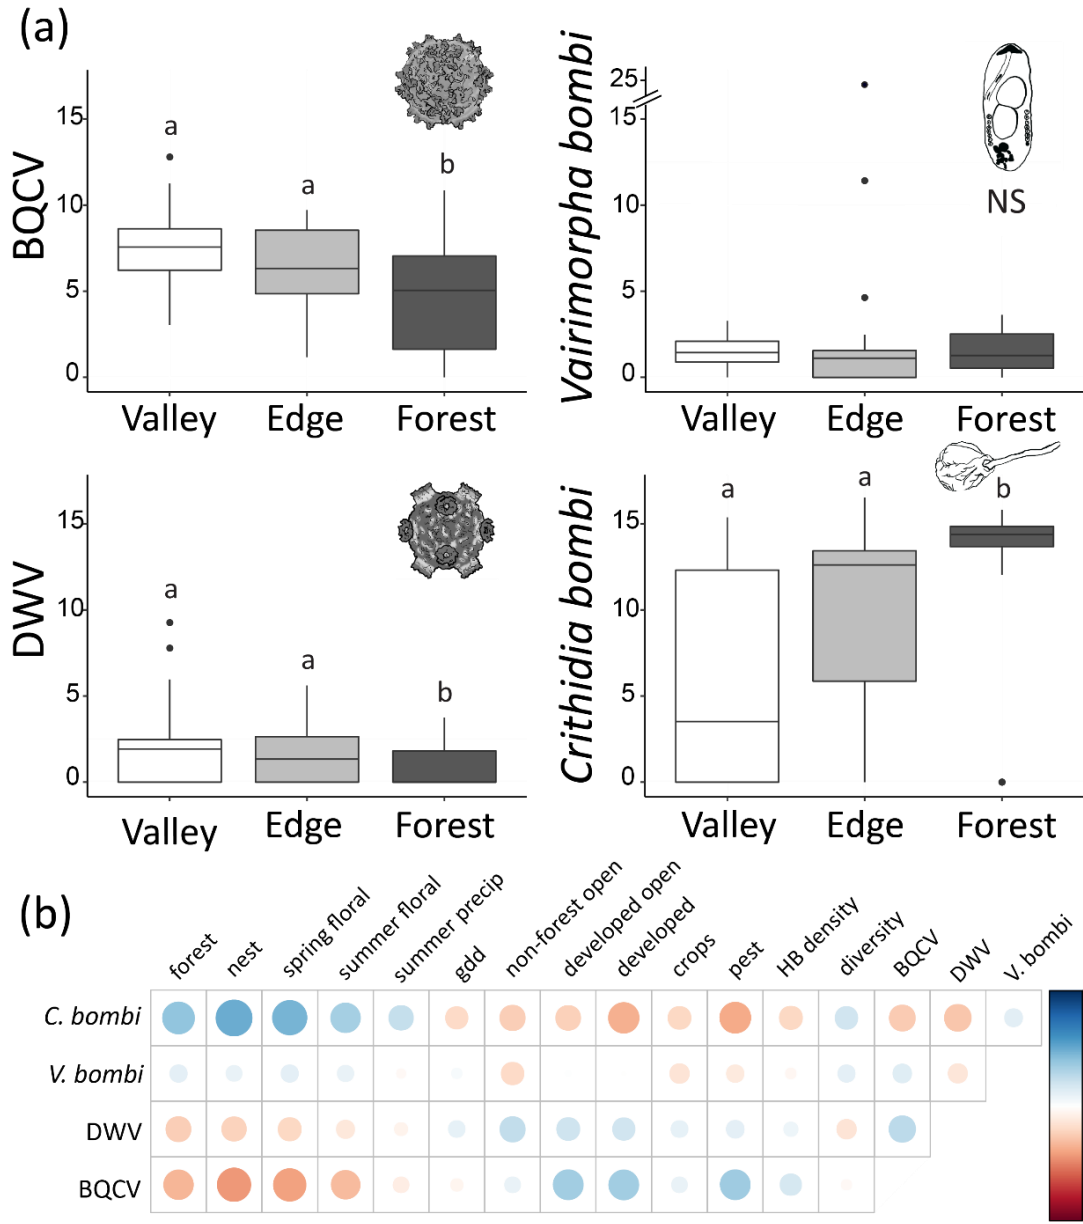 (a)
BQCV
15
10
5
0
a
a
b
Valley Edge Forest
Vairimorpha bombi
25
15
10
5
0
NS
Valley Edge Forest
DWV
15
10
5
0
a
a
b
Valley Edge Forest
Crithidia bombi
15
10
5
0
a
a
b
Valley Edge Forest
(b)
forest nest spring floral summer floral summer precip gdd non-forest open developed open developed crops pest HB density diversity BQCV DWV V. bombi
C. bombi
V. bombi
DWV
BQCV